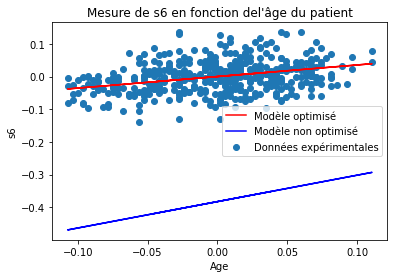 Mesure de s6 en fonction del'âge du patient
0.1
0.0
−0.1
−0.2
−0.3
−0.4
s6
Modèle optimisé
Modèle non optimisé
Données expérimentales
−0.10
−0.05
0.00
0.05
0.10
Age